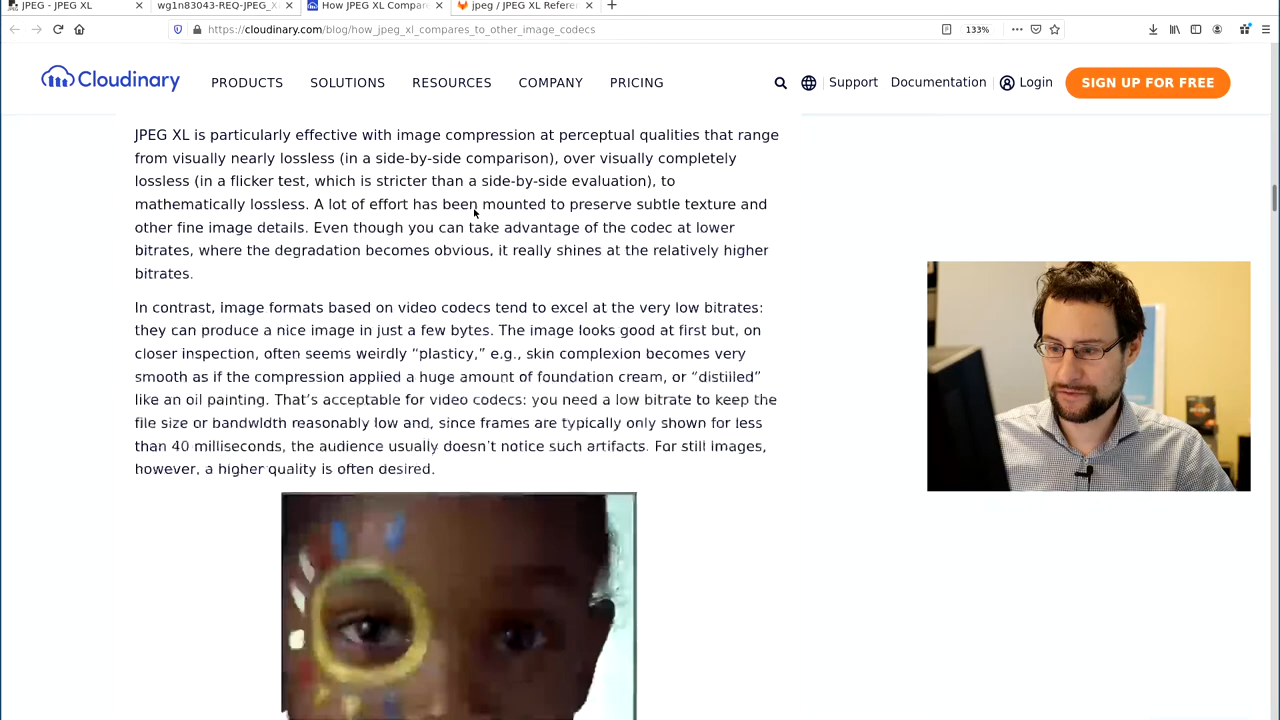 JPEG - JPEG XL
wg1n83043-REQ-JPEG_X
How JPEG XL Compar
jpeg / JPEG XL Refere
https://cloudinary.com/blog/how_jpeg_xl_compares_to_other_image_codecs
133%
Cloudinary
PRODUCTS
SOLUTIONS
RESOURCES
COMPANY
PRICING
Support
Documentation
Login
SIGN UP FOR FREE
JPEG XL is particularly effective with image compression at perceptual qualities that range
from visually nearly lossless (in a side-by-side comparison), over visually completely
lossless (in a flicker test, which is stricter than a side-by-side evaluation), to
mathematically lossless. A lot of effort has been mounted to preserve subtle texture and
other fine image details. Even though you can take advantage of the codec at lower
bitrates, where the degradation becomes obvious, it really shines at the relatively higher
bitrates.
In contrast, image formats based on video codecs tend to excel at the very low bitrates:
they can produce a nice image in just a few bytes. The image looks good at first but, on
closer inspection, often seems weirdly “plasticy,” e.g., skin complexion becomes very
smooth as if the compression applied a huge amount of foundation cream, or “distilled”
like an oil painting. That’s acceptable for video codecs: you need a low bitrate to keep the
file size or bandwidth reasonably low and, since frames are typically only shown for less
than 40 milliseconds, the audience usually doesn’t notice such artifacts. For still images,
however, a higher quality is often desired.